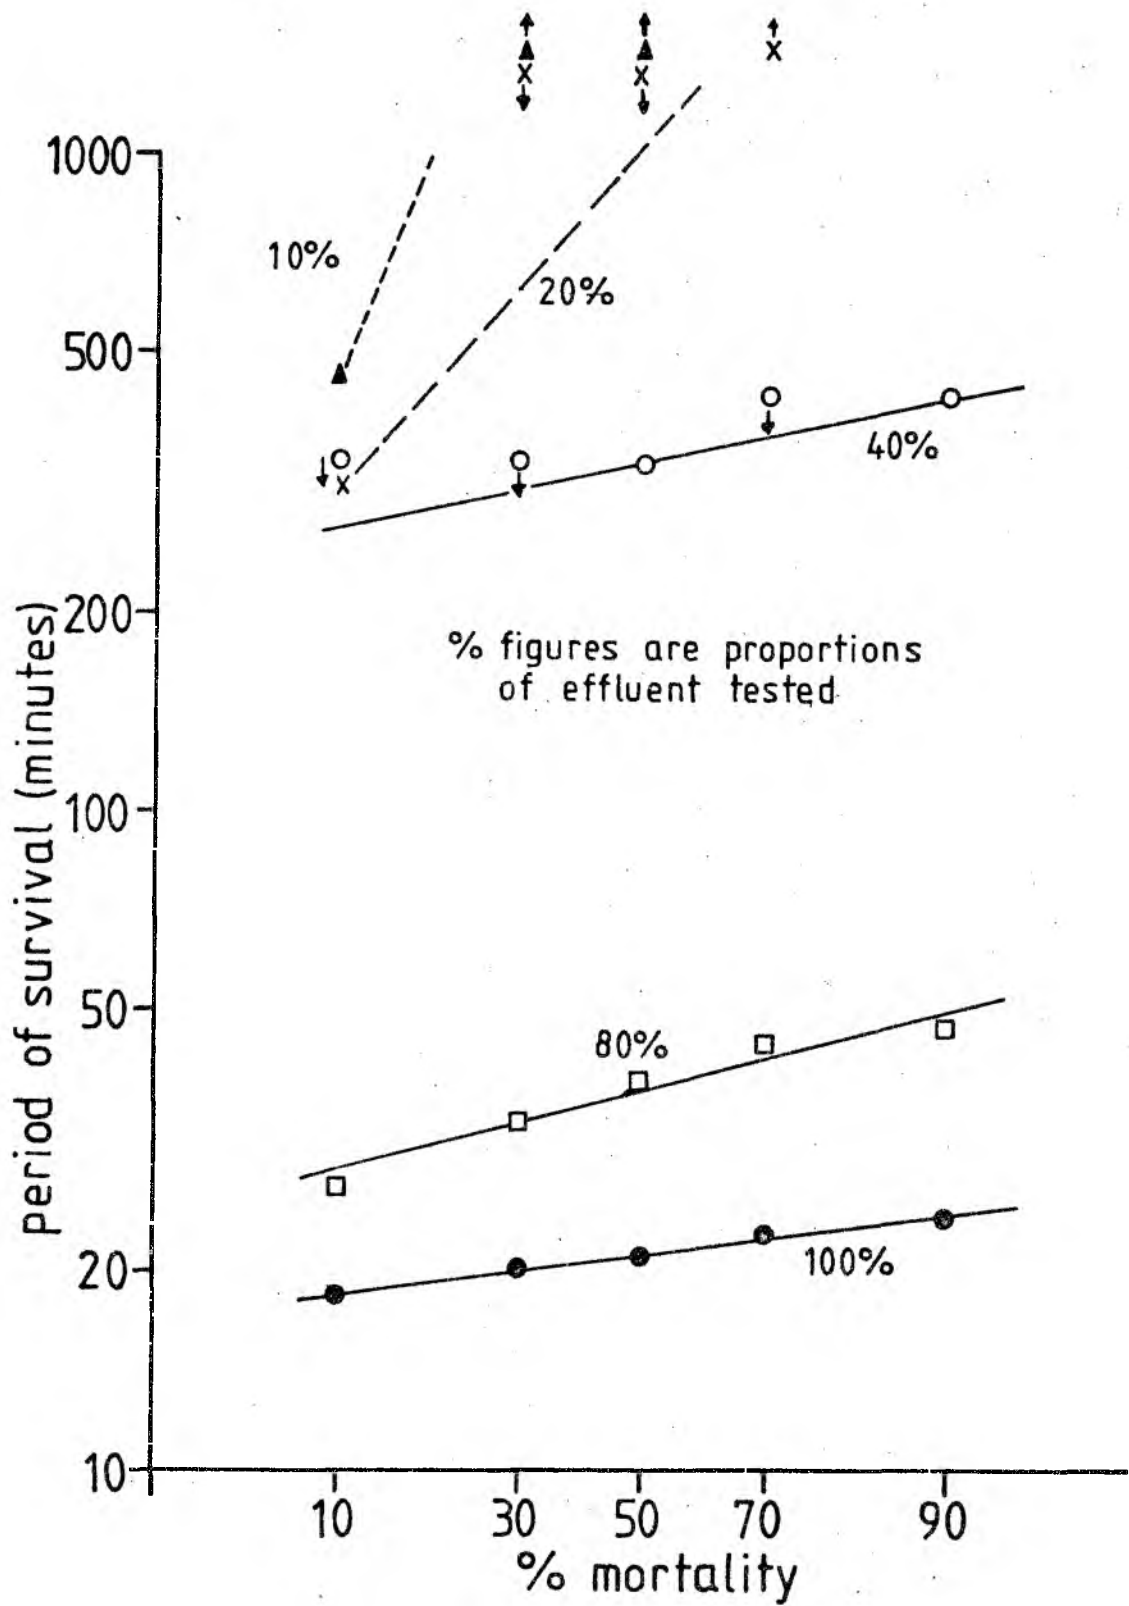 1000
10%
20%
500
40%
200
% figures are proportions
of effluent tested
100
50
80%
20
100%
10
10 30 50 70 90
% mortality
period of survival (minutes)